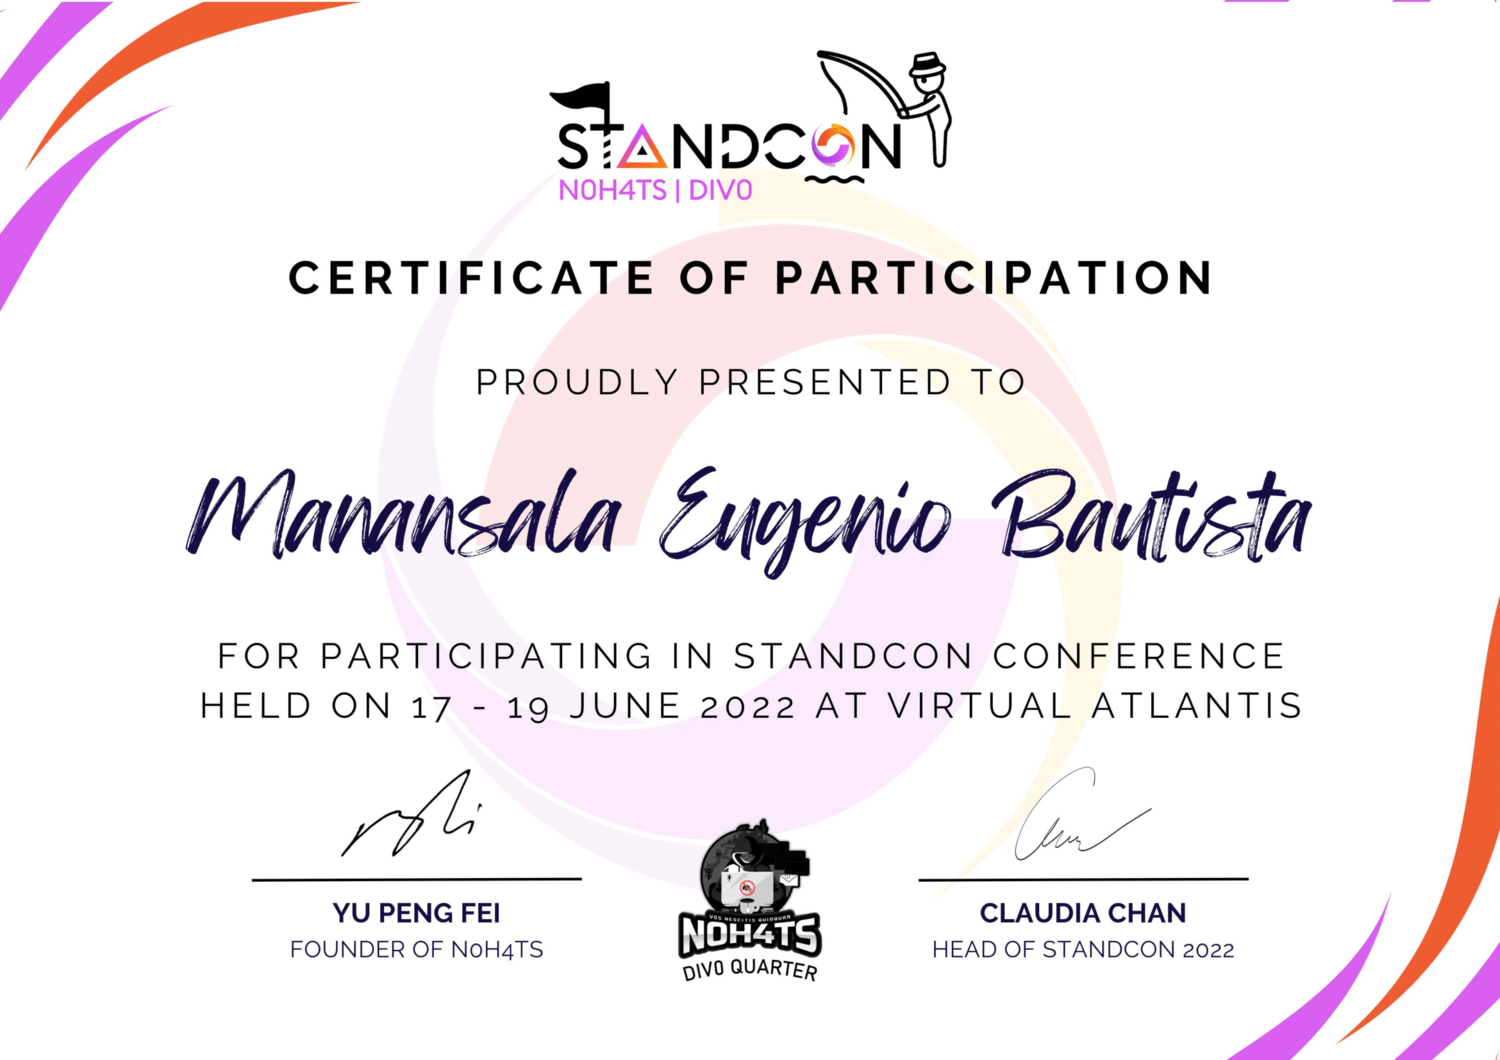 STANDCON
N0H4TS | DIV0
CERTIFICATE OF PARTICIPATION
PROUDLY PRESENTED TO
Manansala Eugenio Bautista
FOR PARTICIPATING IN STANDCON CONFERENCE
HELD ON 17 - 19 JUNE 2022 AT VIRTUAL ATLANTIS
YU PENG FEI
FOUNDER OF N0H4TS
VOS NESCITIS QUIDQUAM
N0H4TS
DIV0 QUARTER
CLAUDIA CHAN
HEAD OF STANDCON 2022